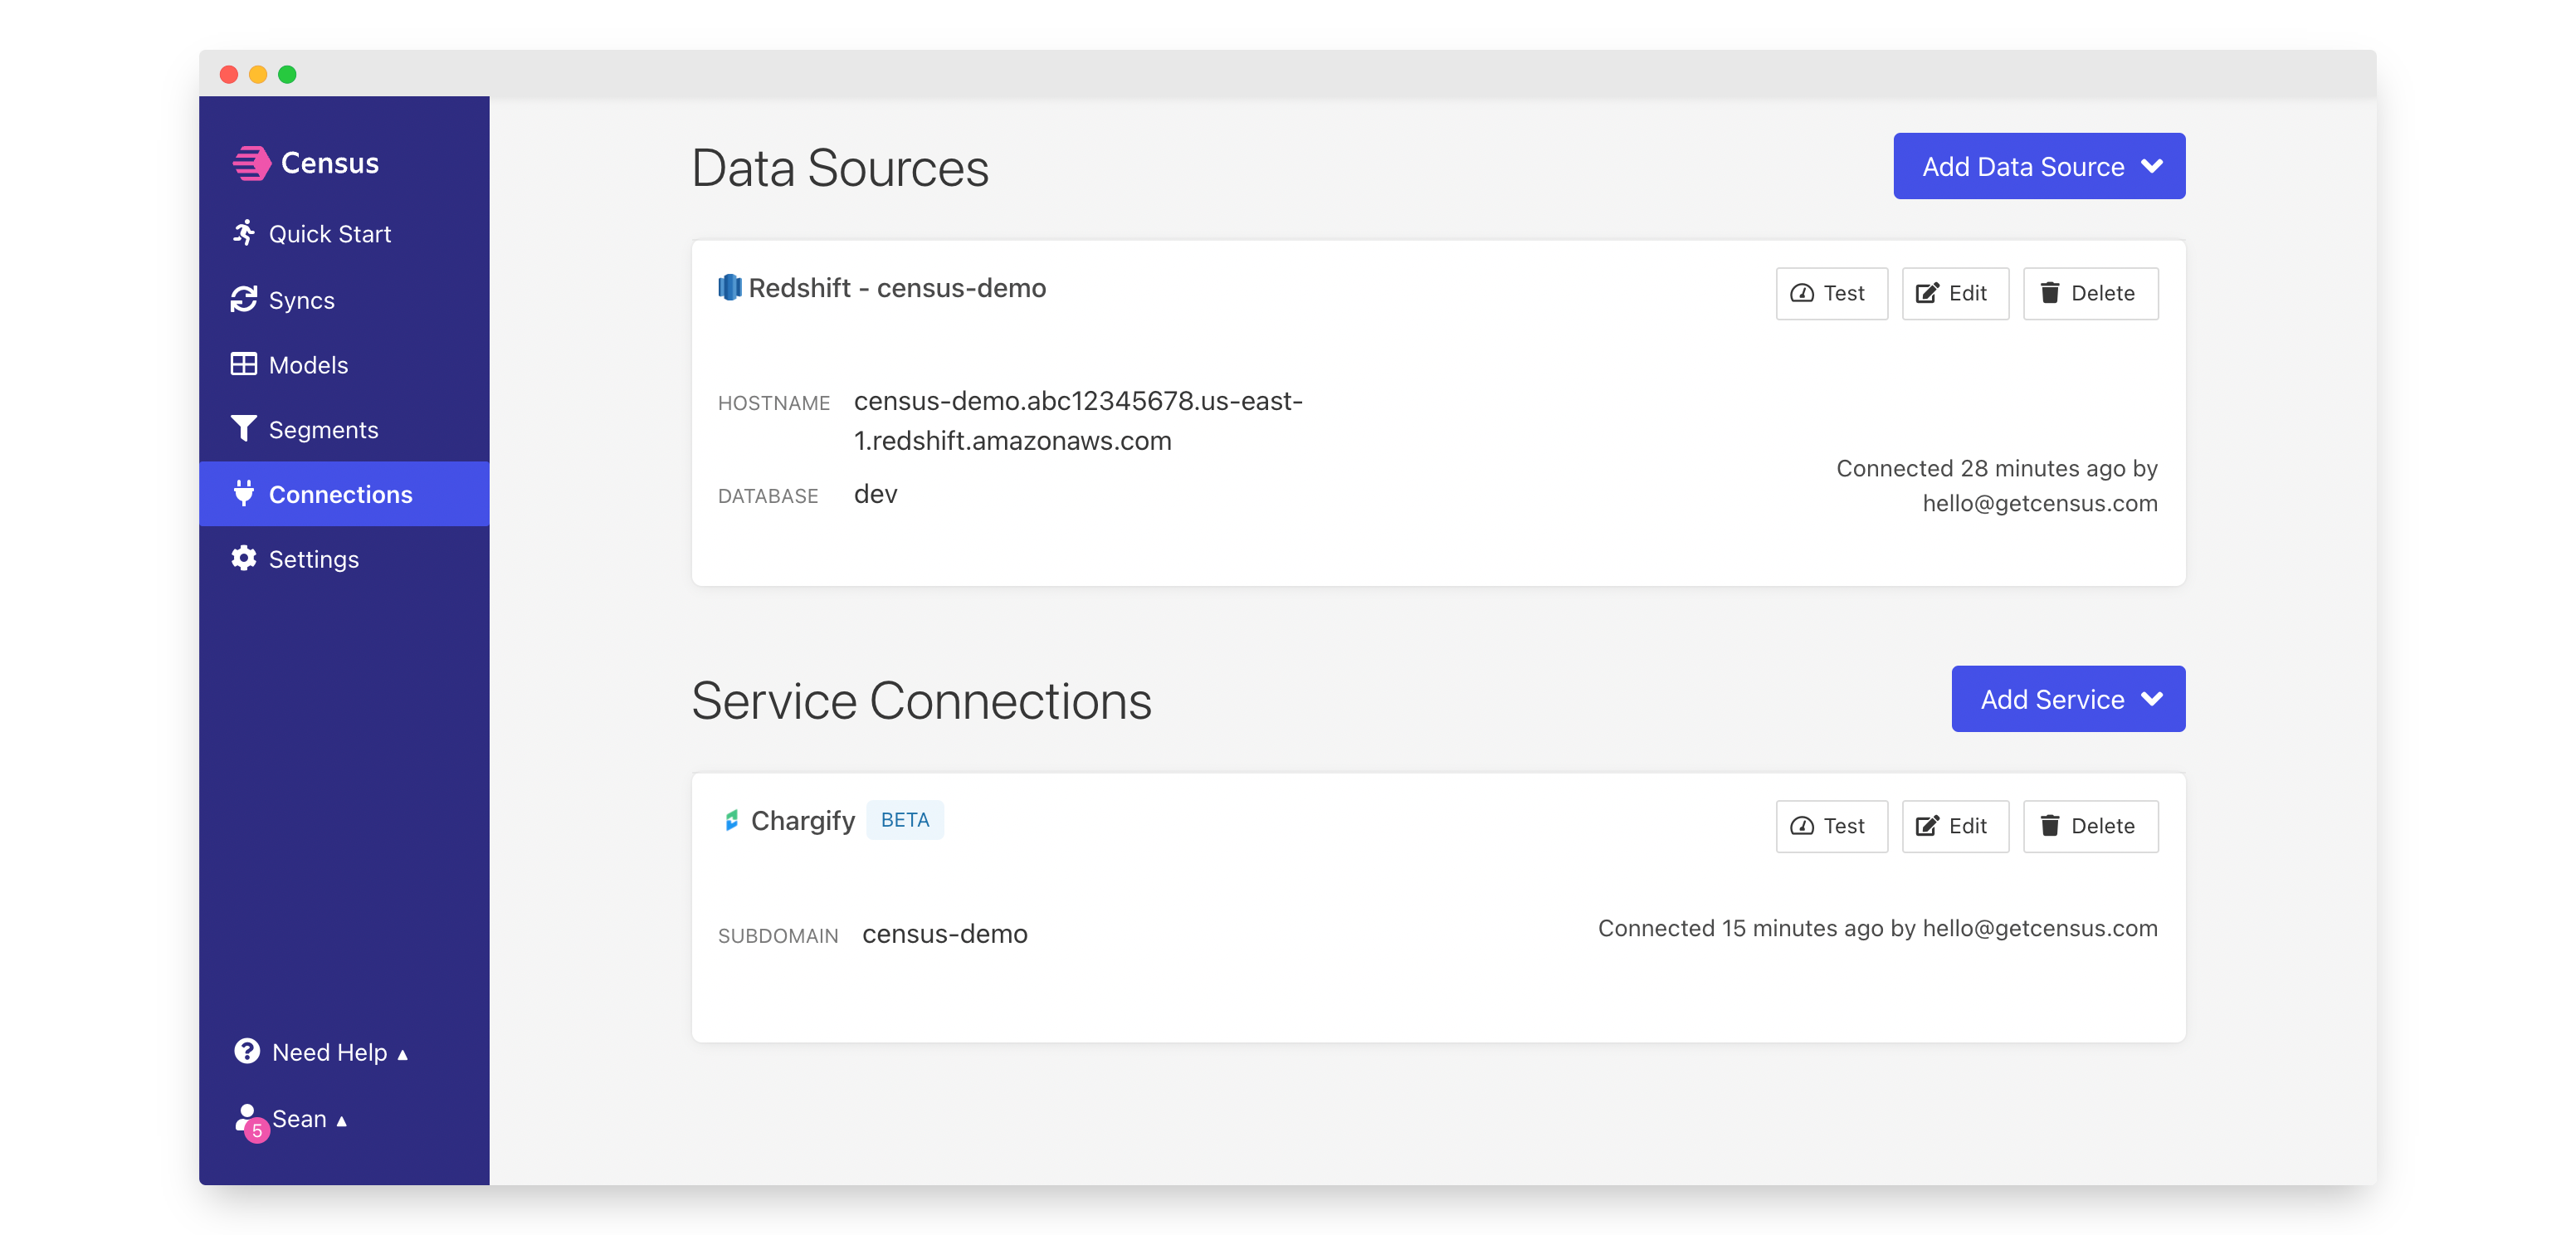 Census
Quick Start
Syncs
Models
Segments
Connections
Settings
Need Help
Sean
5
Data Sources
Add Data Source
Redshift - census-demo
Test
Edit
Delete
HOSTNAME
census-demo.abc12345678.us-east-
1.redshift.amazonaws.com
DATABASE
dev
Connected 28 minutes ago by
hello@getcensus.com
Service Connections
Add Service
Chargify
BETA
Test
Edit
Delete
SUBDOMAIN
census-demo
Connected 15 minutes ago by hello@getcensus.com